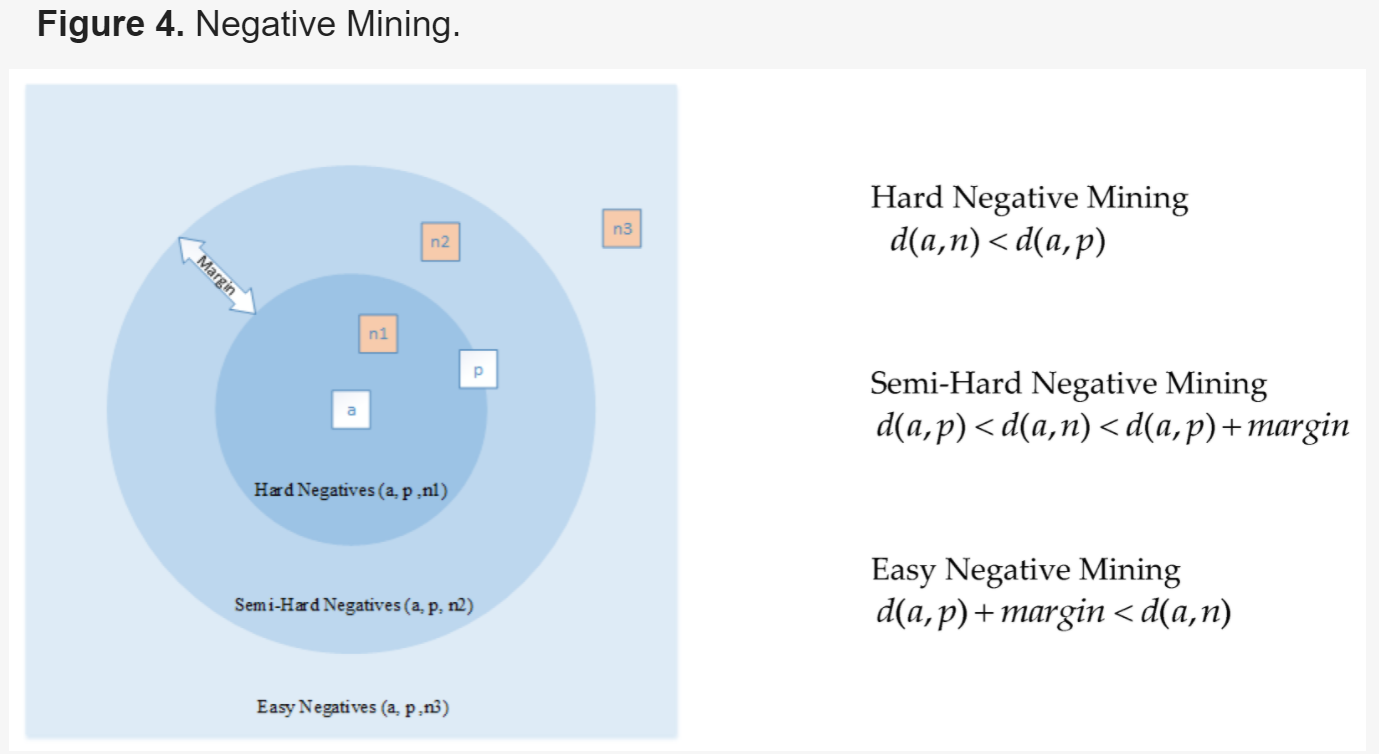 Figure 4. Negative Mining.
n3
n2
Margin
n1
p
a
Hard Negatives (a, p ,n1)
Semi-Hard Negatives (a, p, n2)
Easy Negatives (a, p ,n3)
Hard Negative Mining
d(a,n) < d(a,p)
Semi-Hard Negative Mining
d(a,p) < d(a,n) < d(a,p) + margin
Easy Negative Mining
d(a,p) + margin < d(a,n)